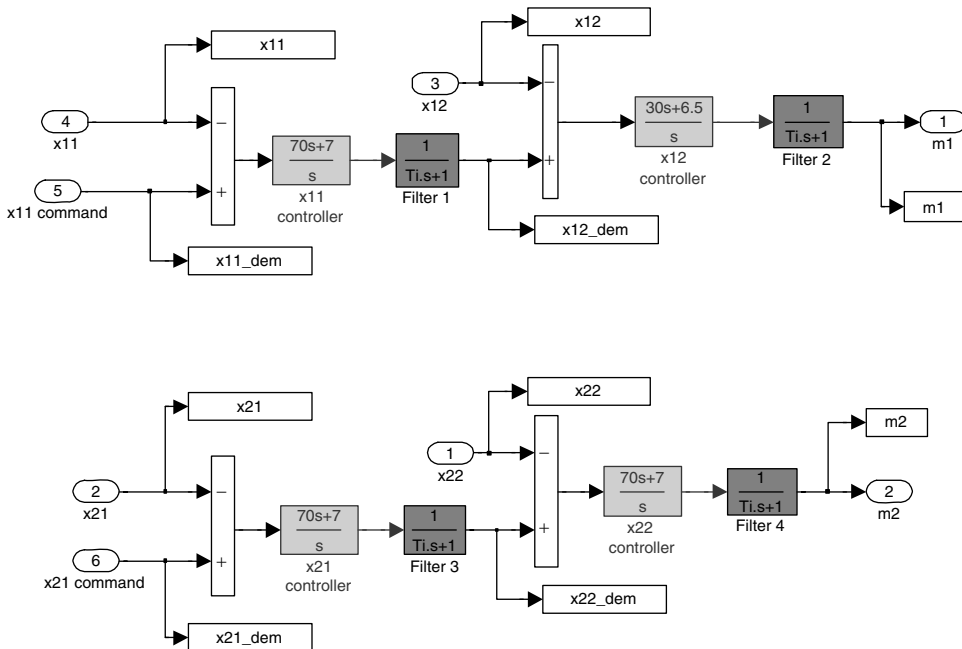 x11
x12
4
x11
−
+
5
x11 command
x11_dem
70s+7
s
x11
controller
1
Ti.s+1
Filter 1
3
x12
−
+
x12_dem
30s+6.5
s
x12
controller
1
Ti.s+1
Filter 2
1
m1
m1
x21
x22
2
x21
−
+
6
x21 command
x21_dem
70s+7
s
x21
controller
1
Ti.s+1
Filter 3
1
x22
−
+
x22_dem
70s+7
s
x22
controller
1
Ti.s+1
Filter 4
m2
2
m2